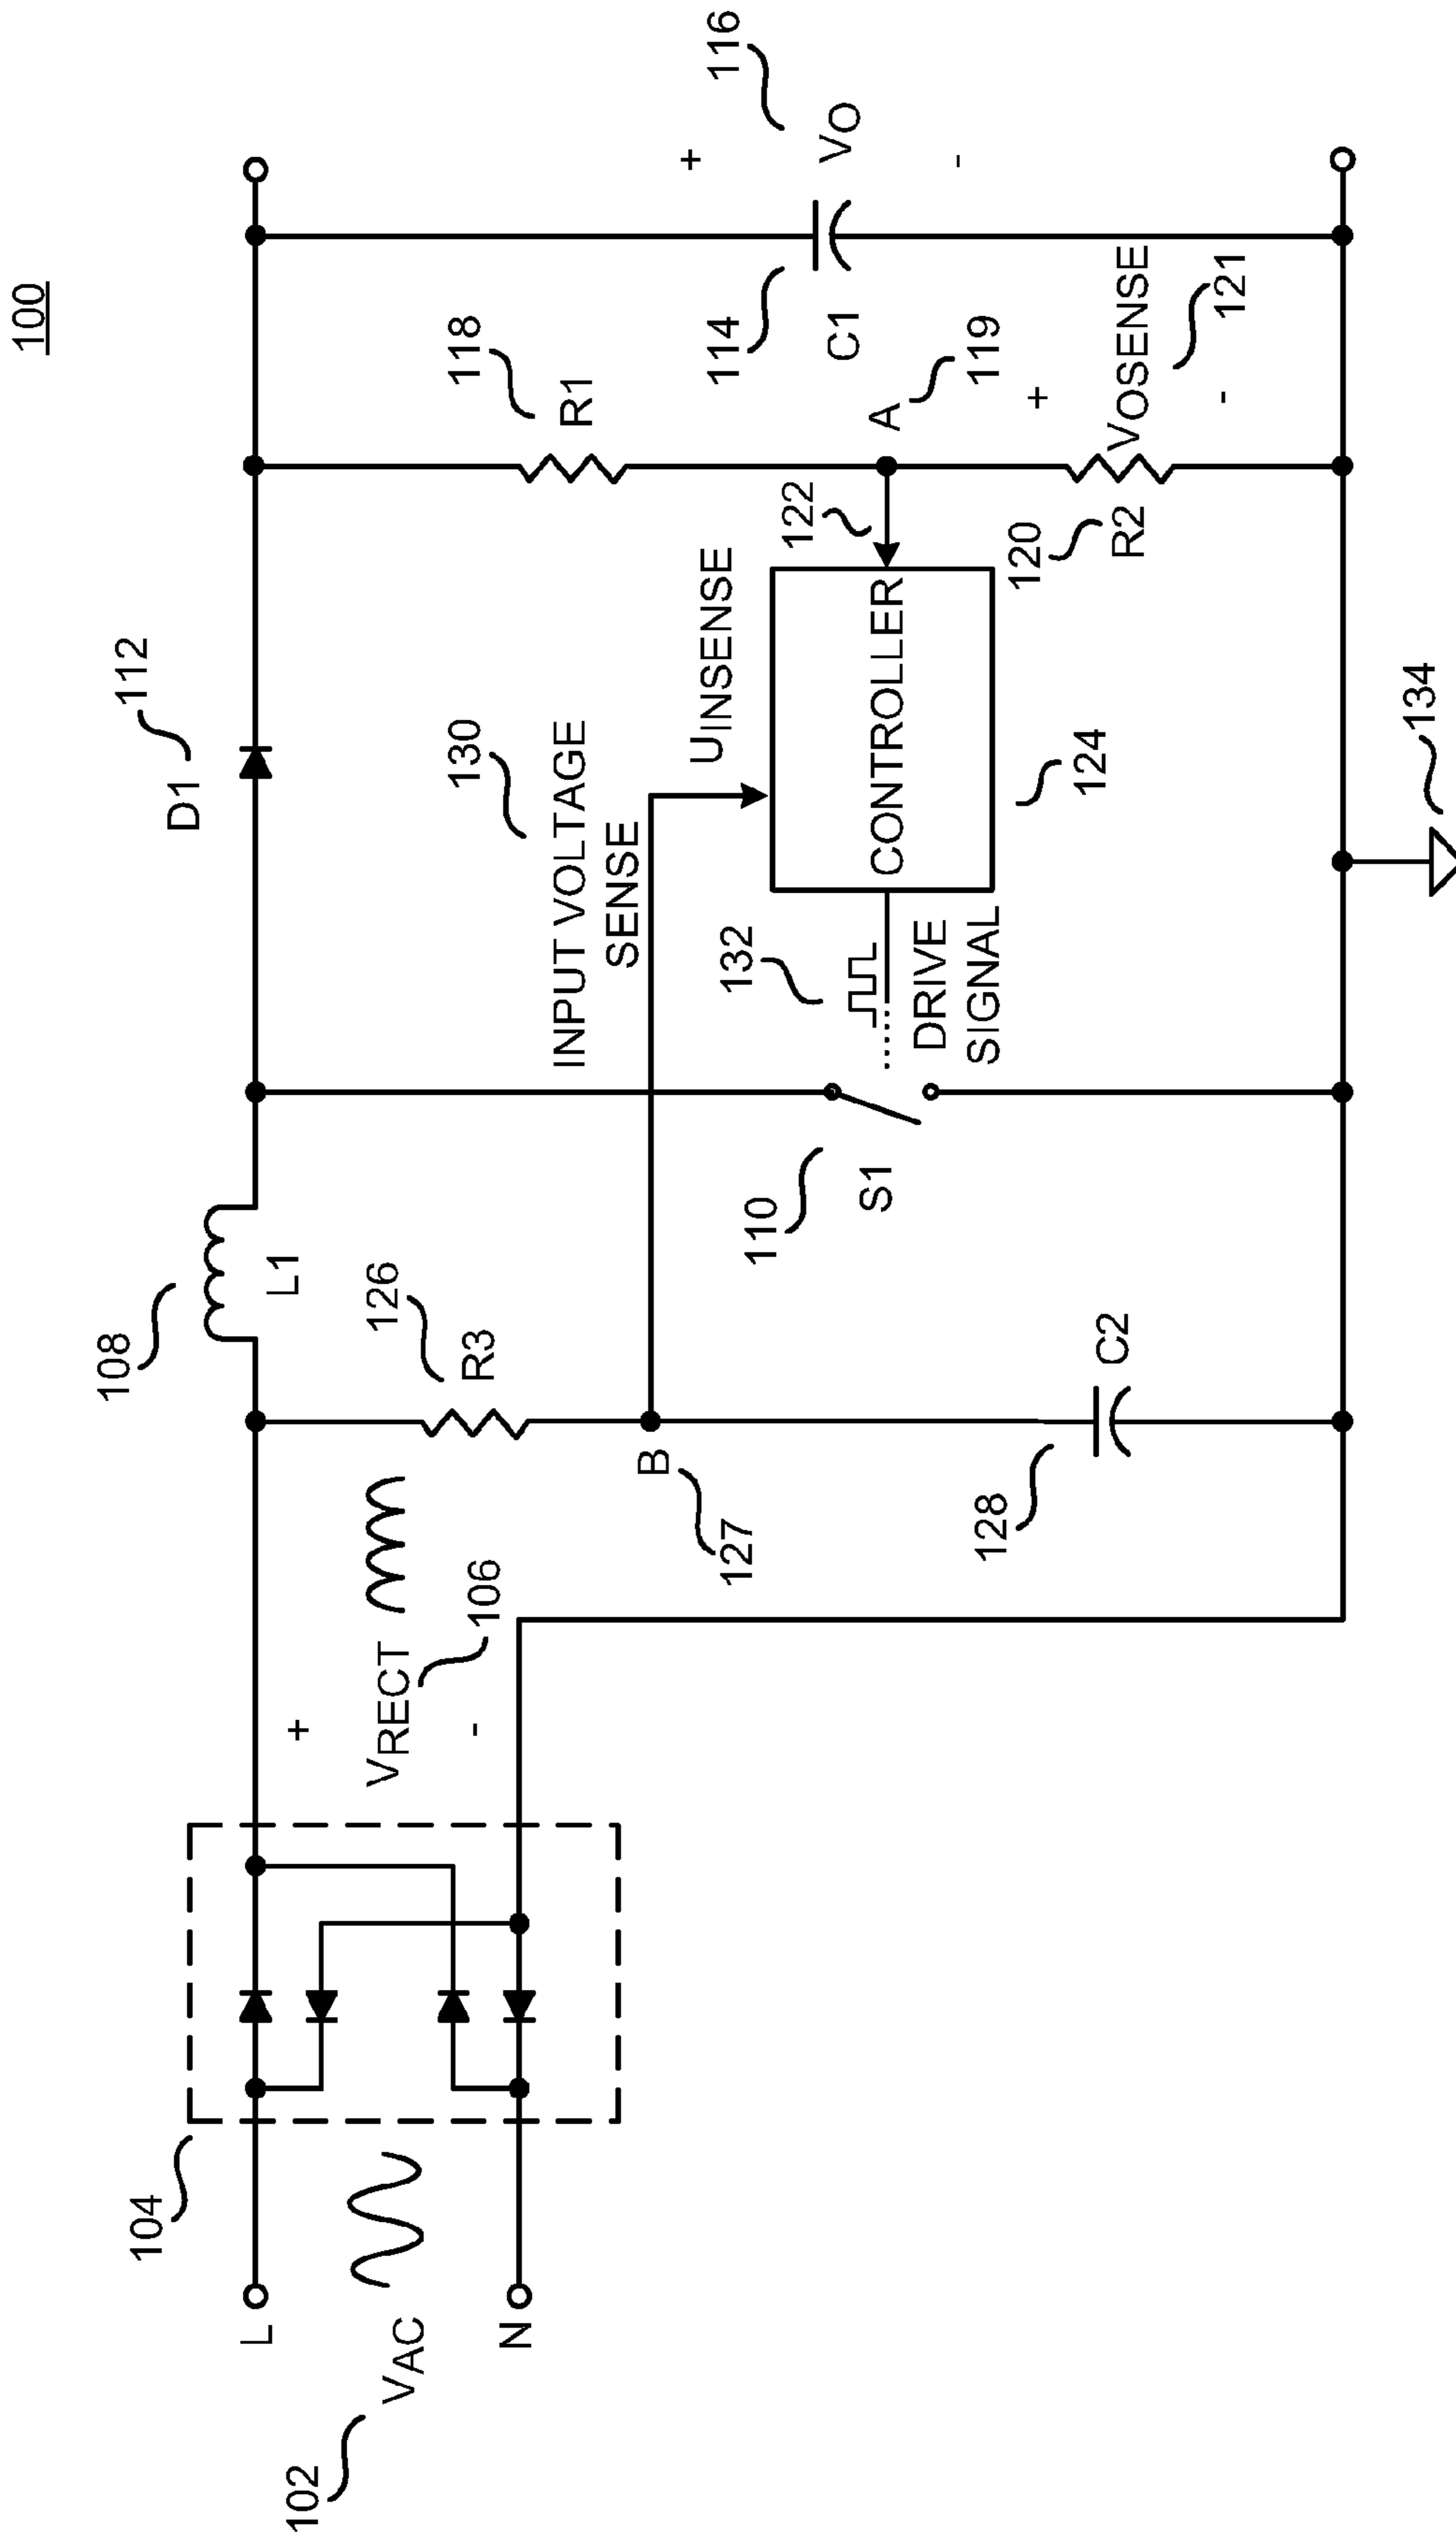 100
108
L1
D1
112
104
L
VAC
102
N
+
VRECT
-
106
126
R3
B
127
128
C2
INPUT VOLTAGE
SENSE
130
UINSENSE
110
S1
132
DRIVE
SIGNAL
CONTROLLER
124
122
118
R1
A
119
120
R2
+
VOSENSE
-
121
114
C1
+
VO
-
116
134